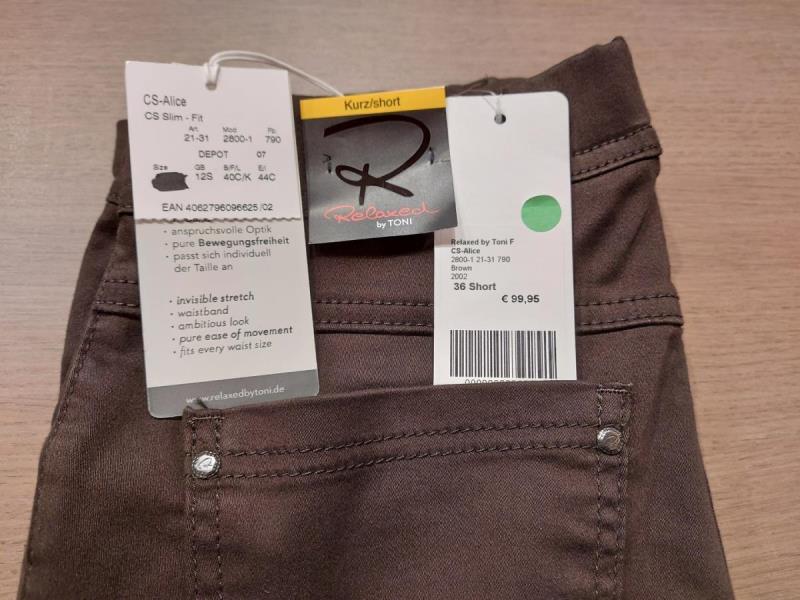 CS-Alice
CS Slim - Fit
Art. Mod. Fb.
21-31 2800-1 790
DEPOT 07
Size GB B/F/L E/I
12S 40C/K 44C
EAN 4062796096625 /02
• anspruchsvolle Optik
• pure Bewegungsfreiheit
• passt sich individuell
der Taille an
• invisible stretch
• waistband
• ambitious look
• pure ease of movement
• fits every waist size
www.relaxedbytoni.de
Kurz/short
R
Relaxed
by TONI
Relaxed by Toni F
CS-Alice
2800-1 21-31 790
Brown
2002
36 Short
€ 99,95